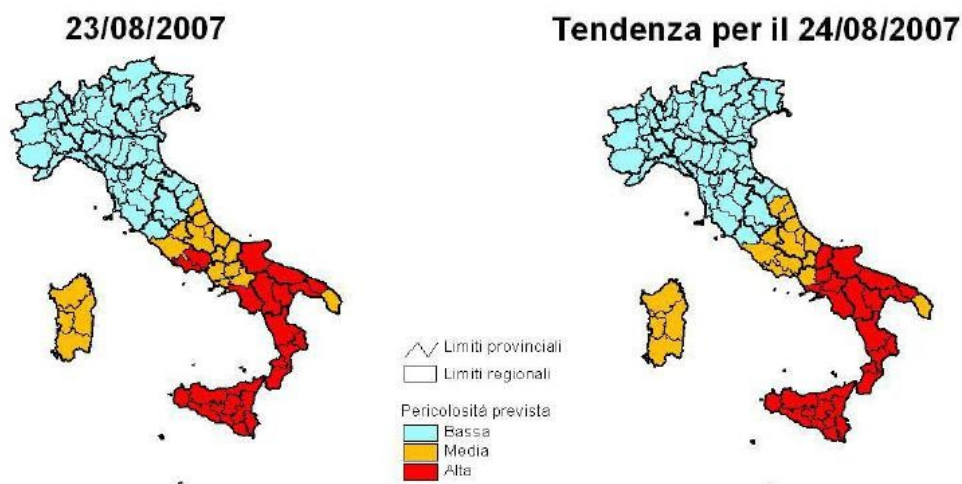 23/08/2007
Tendenza per il 24/08/2007
Limiti provinciali
Limiti regionali
Pericolosità prevista
Bassa
Media
Alta